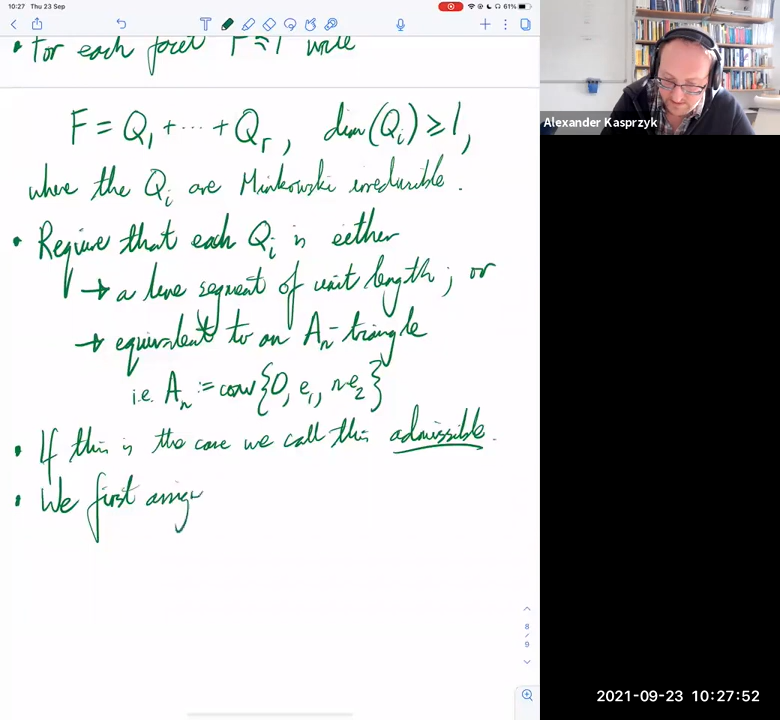 10:27 Thu 23 Sep
61%
• For each facet F ≤ P write
F = Q₁ + ··· + Qᵣ, dim(Qᵢ) ≥ 1,
where the Qᵢ are Minkowski irreducible.
• Require that each Qᵢ is either
→ a line segment of unit length; or
→ equivalent to an Aₙ-triangle
i.e. Aₙ := conv{0, e₁, ne₂}
• If this is the case we call this admissible.
• We first assign
8
/
9
Alexander Kasprzyk
2021-09-23 10:27:52